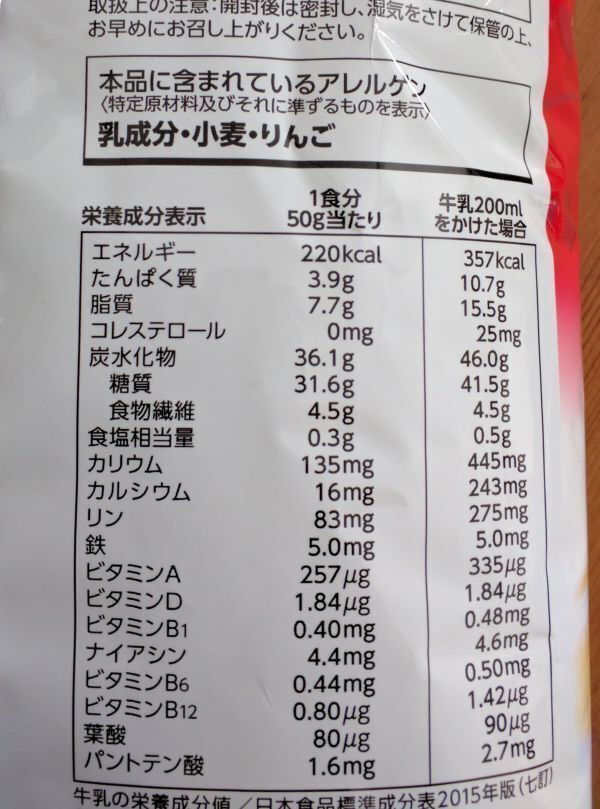 取扱上の注意:開封後は密封し、湿気をさけて保管の上、
お早めにお召し上がりください。
本品に含まれているアレルゲン
〈特定原材料及びそれに準ずるものを表示〉
乳成分・小麦・りんご
栄養成分表示 1食分 50g当たり 牛乳200ml をかけた場合
エネルギー 220kcal 357kcal
たんぱく質 3.9g 10.7g
脂質 7.7g 15.5g
コレステロール 0mg 25mg
炭水化物 36.1g 46.0g
糖質 31.6g 41.5g
食物繊維 4.5g 4.5g
食塩相当量 0.3g 0.5g
カリウム 135mg 445mg
カルシウム 16mg 243mg
リン 83mg 275mg
鉄 5.0mg 5.0mg
ビタミンA 257μg 335μg
ビタミンD 1.84μg 1.84μg
ビタミンB1 0.40mg 0.48mg
ナイアシン 4.4mg 4.6mg
ビタミンB6 0.44mg 0.50mg
ビタミンB12 0.80μg 1.42μg
葉酸 80μg 90μg
パントテン酸 1.6mg 2.7mg
牛乳の栄養成分値/日本食品標準成分表2015年版(七訂)